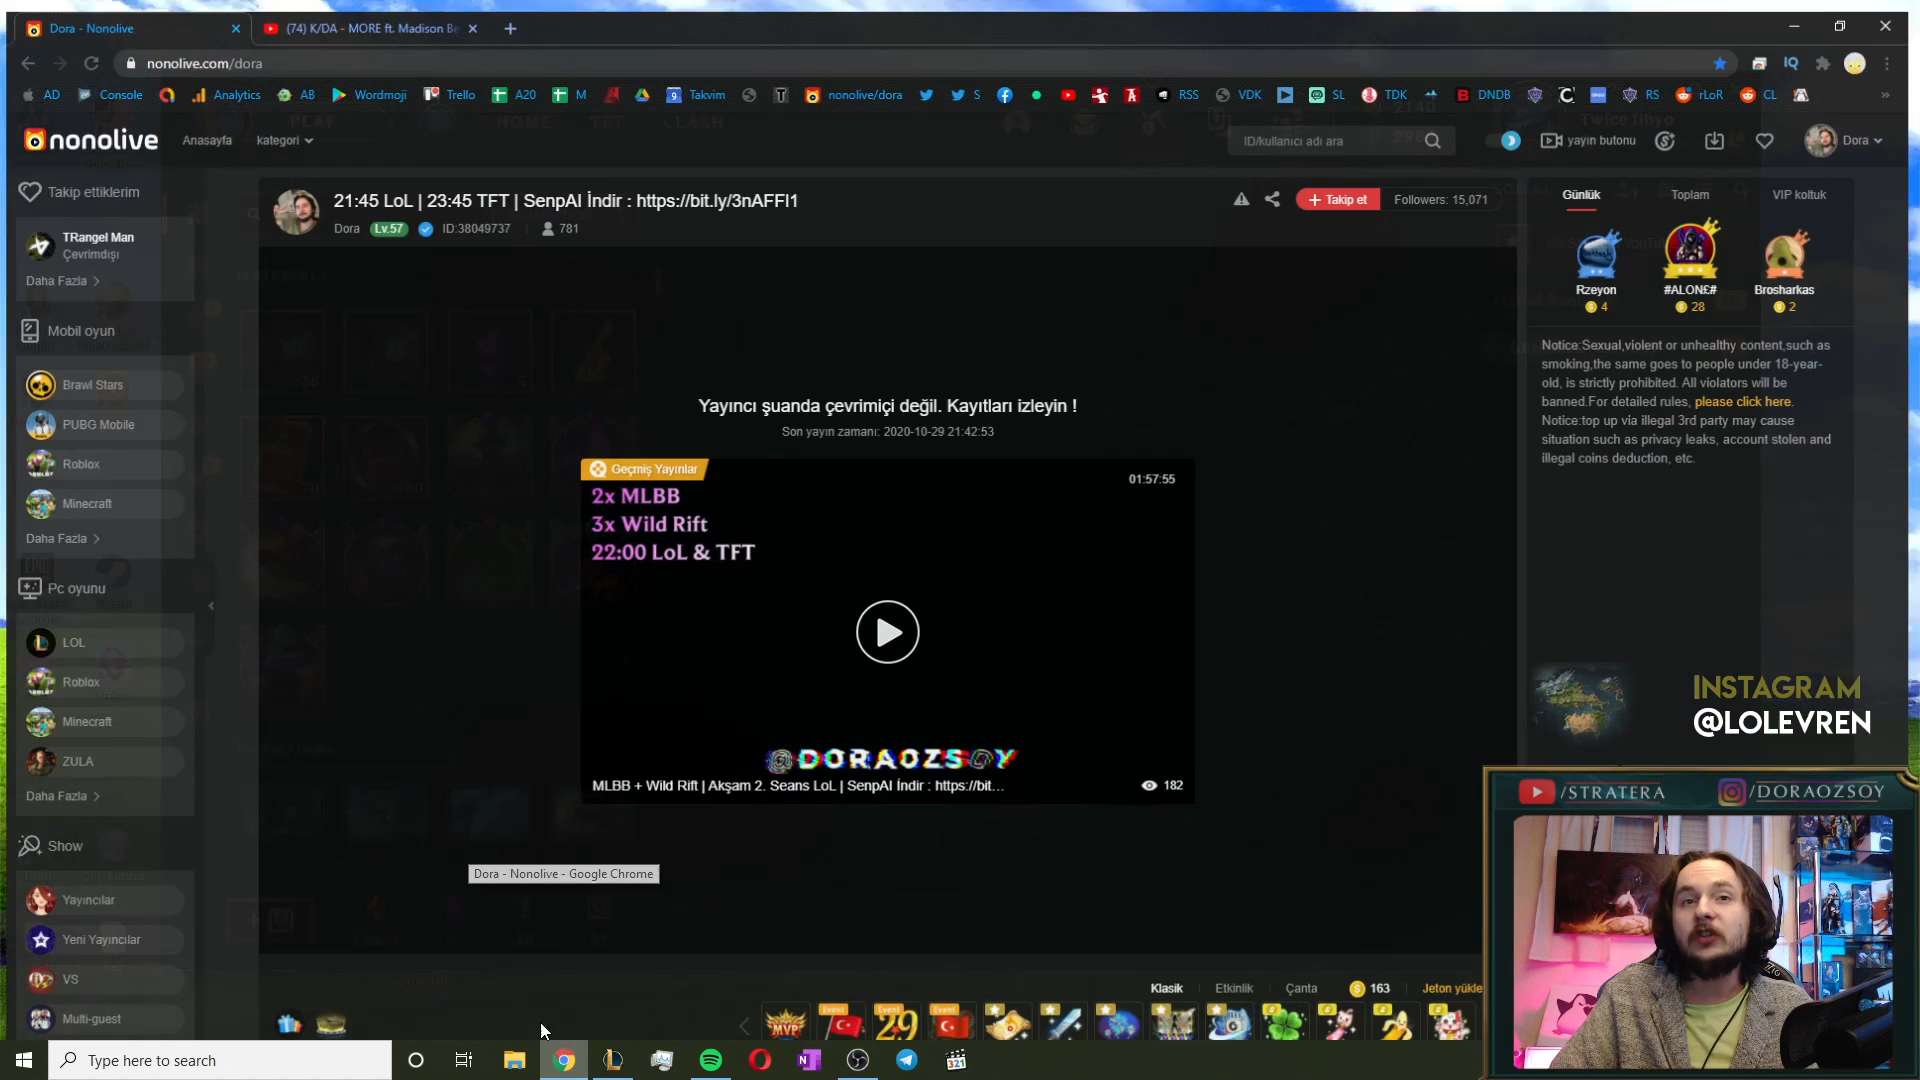 Dora - Nonolive
(74) K/DA - MORE ft. Madison Be
nonolive.com/dora
AD
Console
Analytics
AB
Wordmoji
Trello
A20
M
Takvim
nonolive/dora
S
RSS
VDK
SL
TDK
DNDB
RS
rLoR
CL
IQ
nonolive
Anasayfa
kategori
ID/kullanıcı adı ara
yayın butonu
Dora
Takip ettiklerim
TRangel Man
Çevrimdışı
Daha Fazla >
Mobil oyun
Brawl Stars
PUBG Mobile
Roblox
Minecraft
Daha Fazla >
Pc oyunu
LOL
Roblox
Minecraft
ZULA
Daha Fazla >
Show
Yayıncılar
Yeni Yayıncılar
VS
Multi-guest
21:45 LoL | 23:45 TFT | SenpAI İndir : https://bit.ly/3nAFFI1
Dora Lv.57 ID:38049737 781
+ Takip et
Followers: 15,071
Yayıncı şuanda çevrimiçi değil. Kayıtları izleyin !
Son yayın zamanı: 2020-10-29 21:42:53
Geçmiş Yayınlar
01:57:55
2x MLBB
3x Wild Rift
22:00 LoL & TFT
@DORAOZSOY
MLBB + Wild Rift | Akşam 2. Seans LoL | SenpAI İndir : https://bit...
182
Dora - Nonolive - Google Chrome
Klasik
Etkinlik
Çanta
163
Jeton yükle
MVP
Event
Event
29
Event
Günlük
Toplam
VIP koltuk
Rzeyon
#ALON£#
Brosharkas
4
28
2
Notice:Sexual,violent or unhealthy content,such as
smoking,the same goes to people under 18-year-
old, is strictly prohibited. All violators will be
banned.For detailed rules, please click here.
Notice:top up via illegal 3rd party may cause
situation such as privacy leaks, account stolen and
illegal coins deduction, etc.
INSTAGRAM
@LOLEVREN
/STRATERA
/DORAOZSOY
Type here to search
321